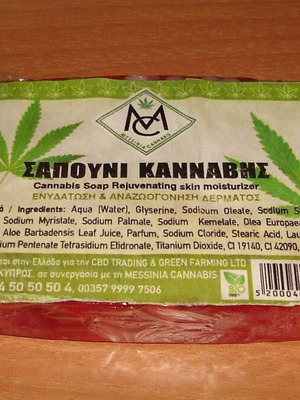 MC
MESSINIA CANNABIS
ΣΑΠΟΥΝΙ ΚΑΝΝΑΒΗΣ
Cannabis Soap Rejuvenating skin moisturizer
ΕΝΥΔΑΤΩΣΗ & ΑΝΑΖΩΟΓΟΝΗΣΗ ΔΕΡΜΑΤΟΣ
/ Ingredients: Aqua (Water), Glyserine, Sodioum Oleate, Sodium
Sodium Myristate, Sodium Palmate, Sodium Kernelate, Olea Europaea
Aloe Barbadensis Leaf Juice, Parfum, Sodium Cloride, Stearic Acid,
Pentenate Tetrasidium Elidronate, Titanium Dioxide, CI 19140, CI 42090,
στην Ελλάδα για την CBD TRADING & GREEN FARMING LTD
ΚΥΠΡΟΣ, σε συνεργασία με τη MESSINIA CANNABIS
4 50 50 50 4, 00357 9999 7506
BIO
5 20000